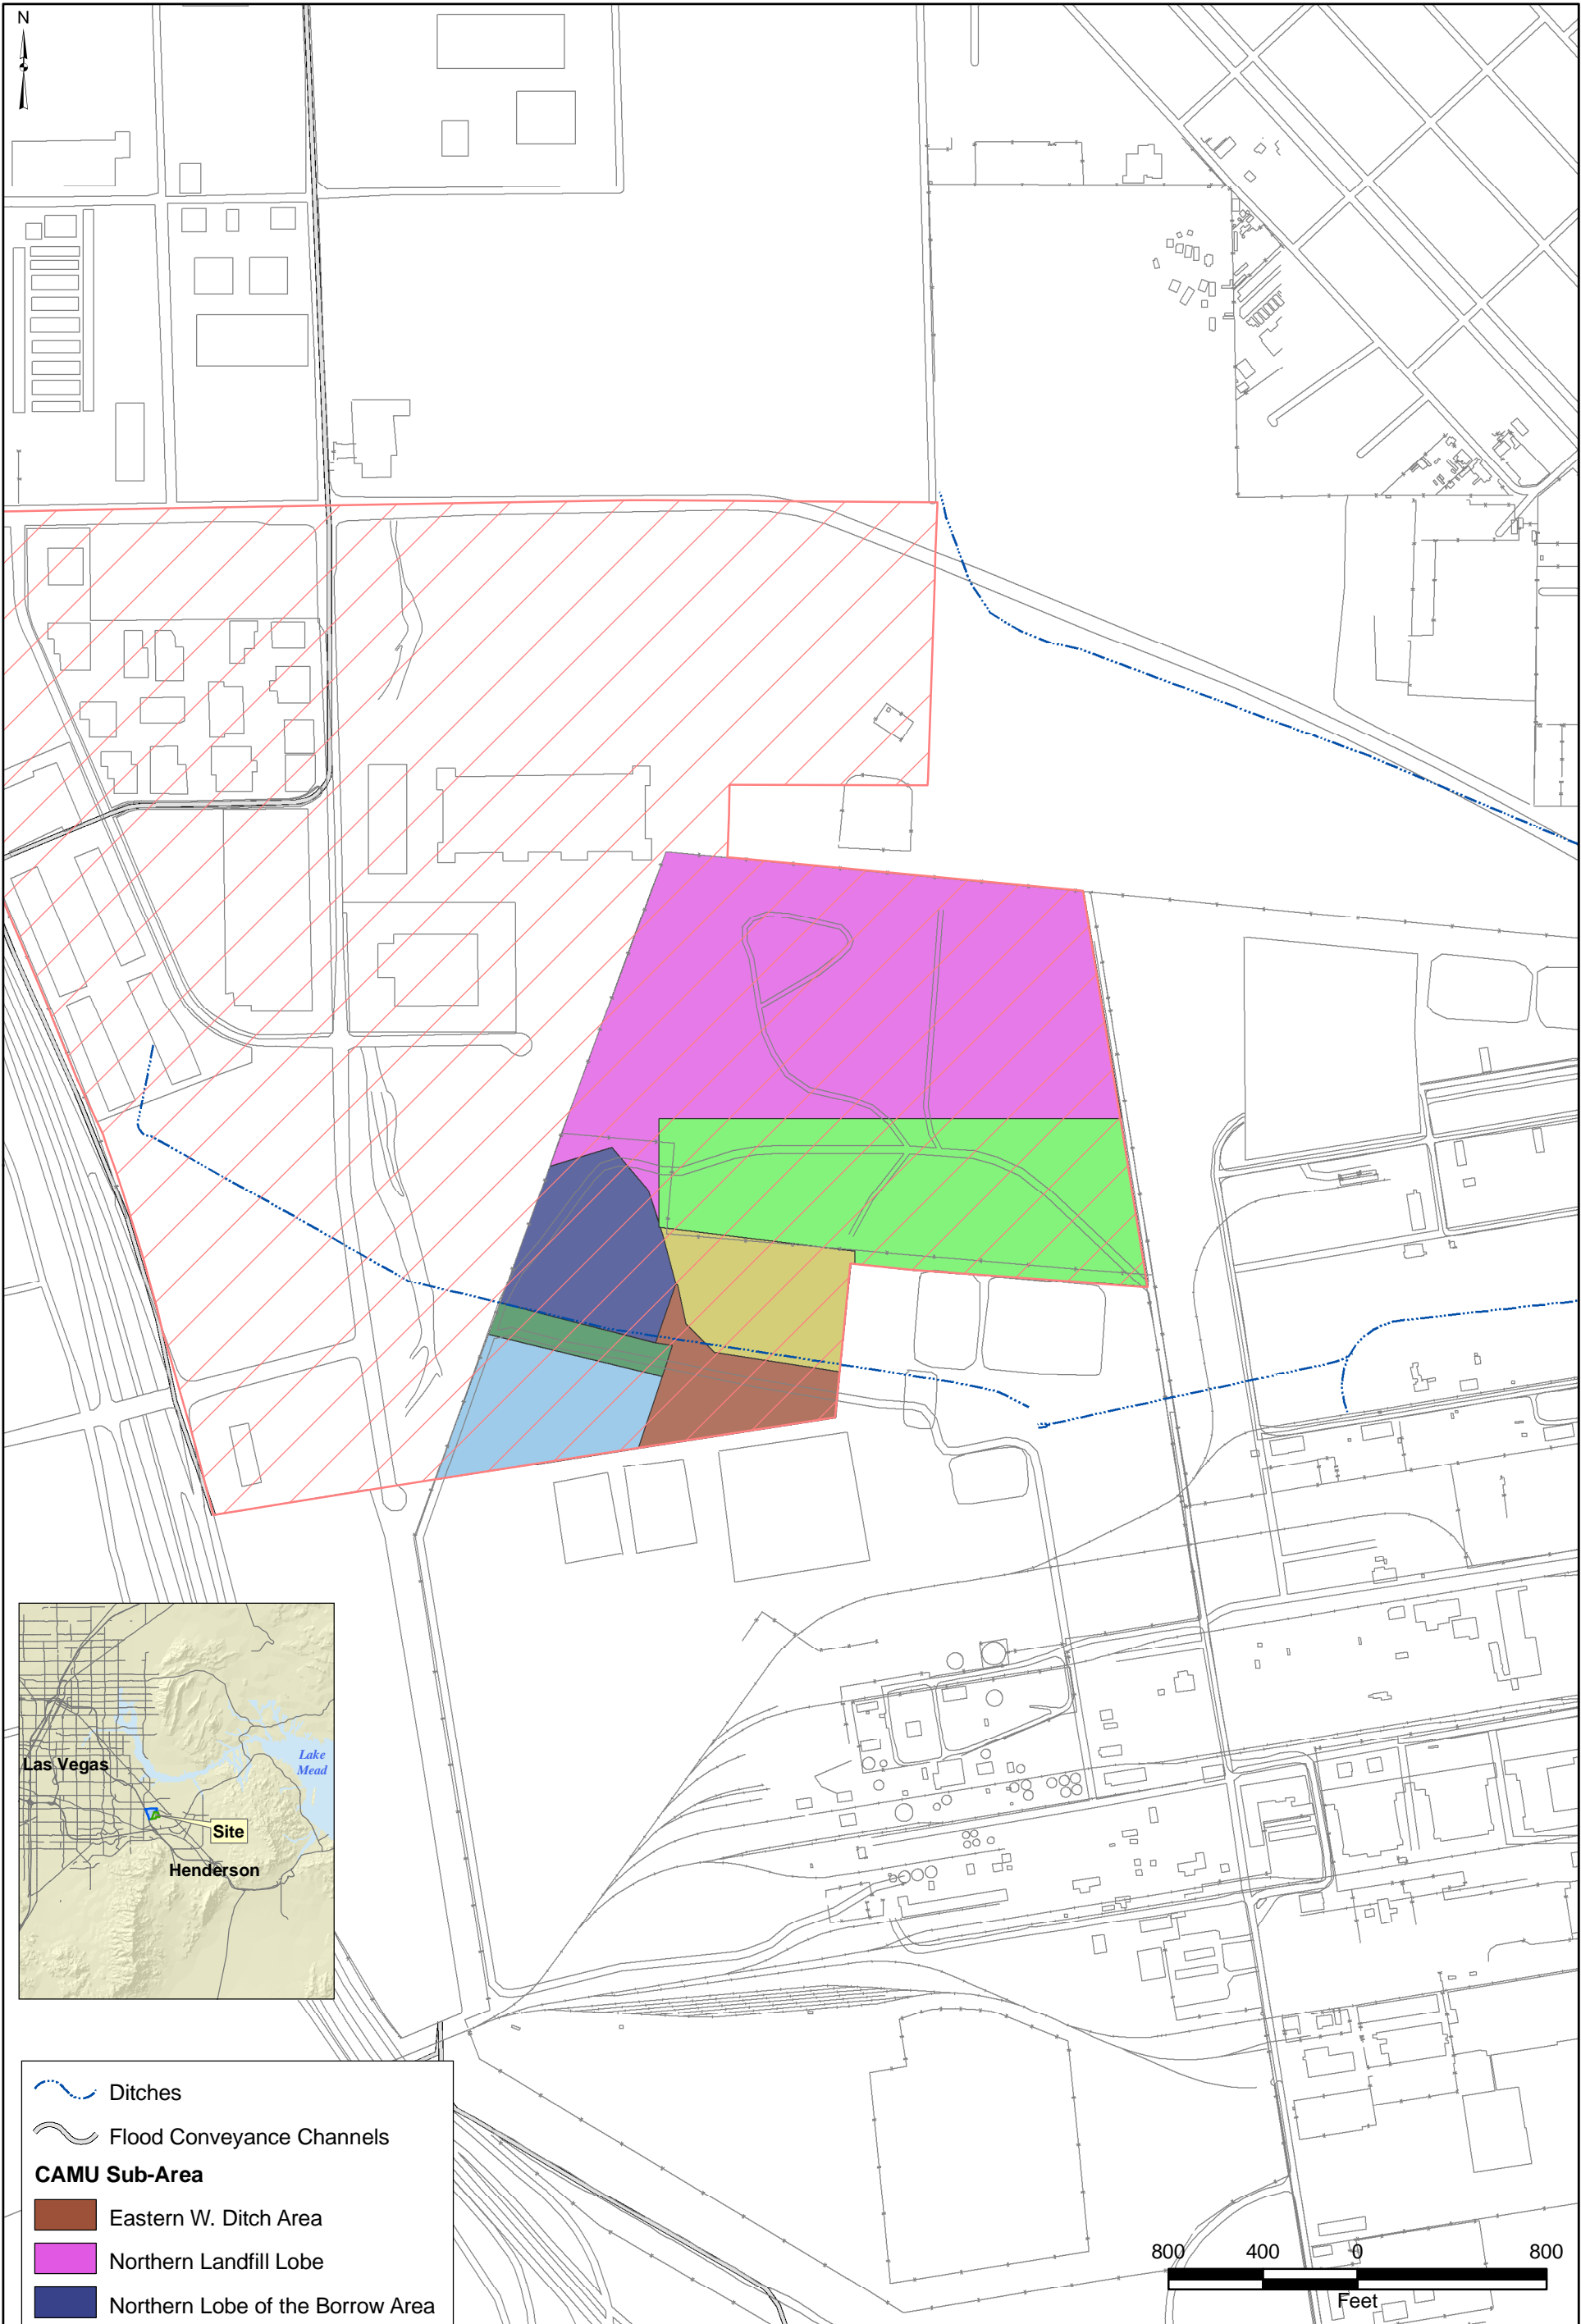 N
Las Vegas
Lake
Mead
Site
Henderson
Ditches
Flood Conveyance Channels
CAMU Sub-Area
Eastern W. Ditch Area
Northern Landfill Lobe
Northern Lobe of the Borrow Area
800 400 0 800
Feet